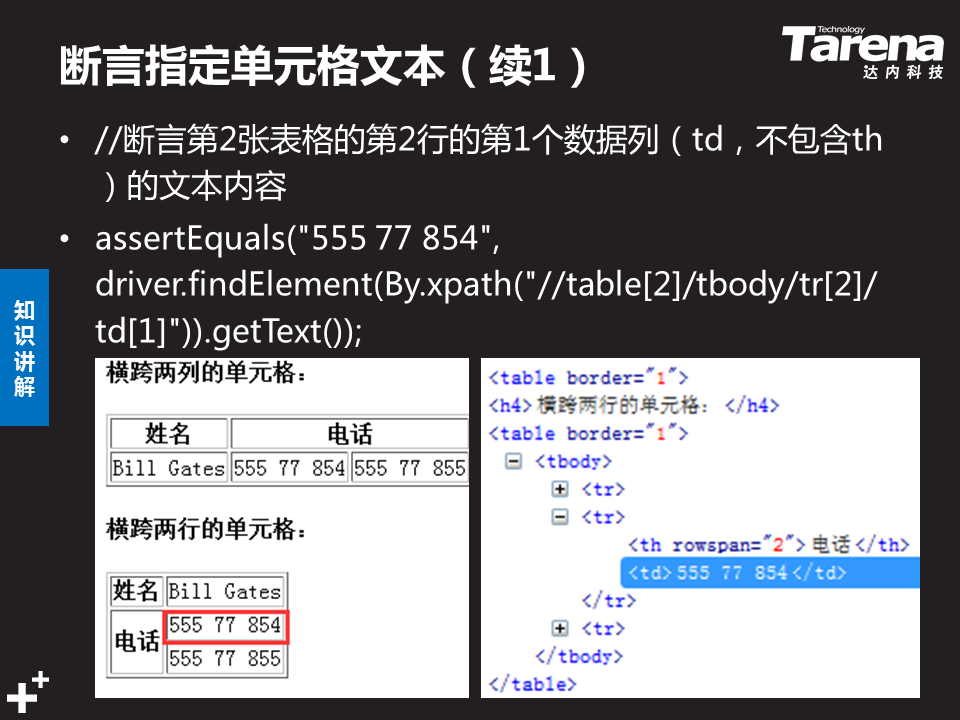 断言指定单元格文本（续1）
Technology
Tarena
达内科技
• //断言第2张表格的第2行的第1个数据列（td，不包含th
）的文本内容
• assertEquals("555 77 854",
driver.findElement(By.xpath("//table[2]/tbody/tr[2]/
td[1]")).getText());
知识讲解
横跨两列的单元格：
姓名 电话
Bill Gates 555 77 854 555 77 855
横跨两行的单元格：
姓名 Bill Gates
电话 555 77 854
555 77 855
<table border="1">
<h4>横跨两行的单元格：</h4>
<table border="1">
<tbody>
<tr>
<tr>
<th rowspan="2">电话</th>
<td>555 77 854</td>
</tr>
<tr>
</tbody>
</table>